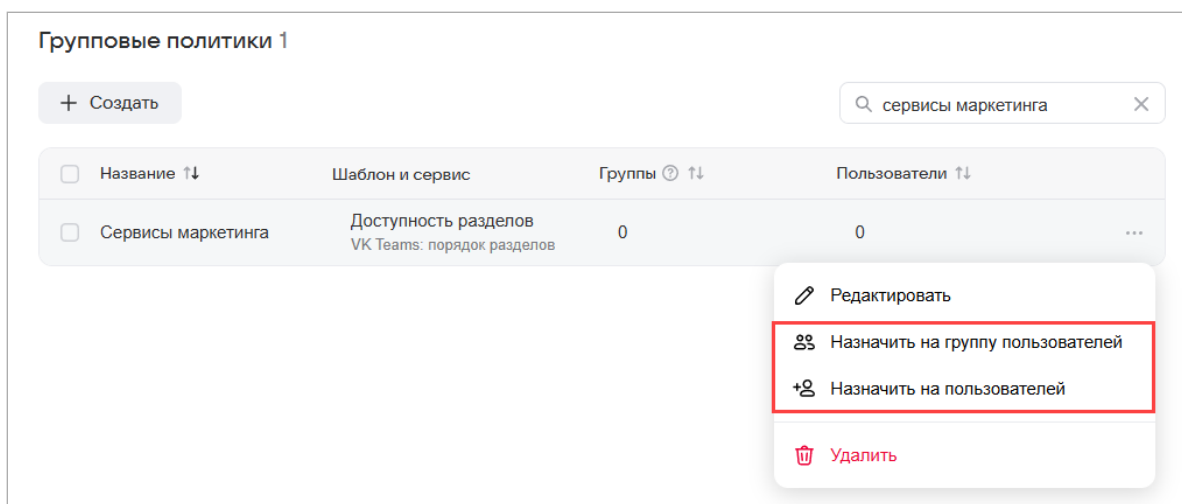 Групповые политики 1
Создать
сервисы маркетинга
Название
Шаблон и сервис
Группы
Пользователи
Сервисы маркетинга
Доступность разделов
VK Teams: порядок разделов
0
0
Редактировать
Назначить на группу пользователей
Назначить на пользователей
Удалить